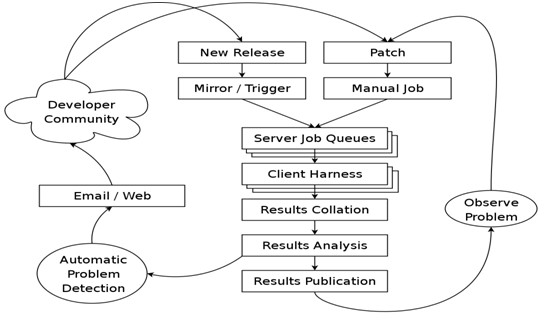 New Release
Patch
Mirror / Trigger
Manual Job
Developer
Community
Server Job Queues
Client Harness
Email / Web
Results Collation
Observe
Problem
Results Analysis
Automatic
Problem
Detection
Results Publication